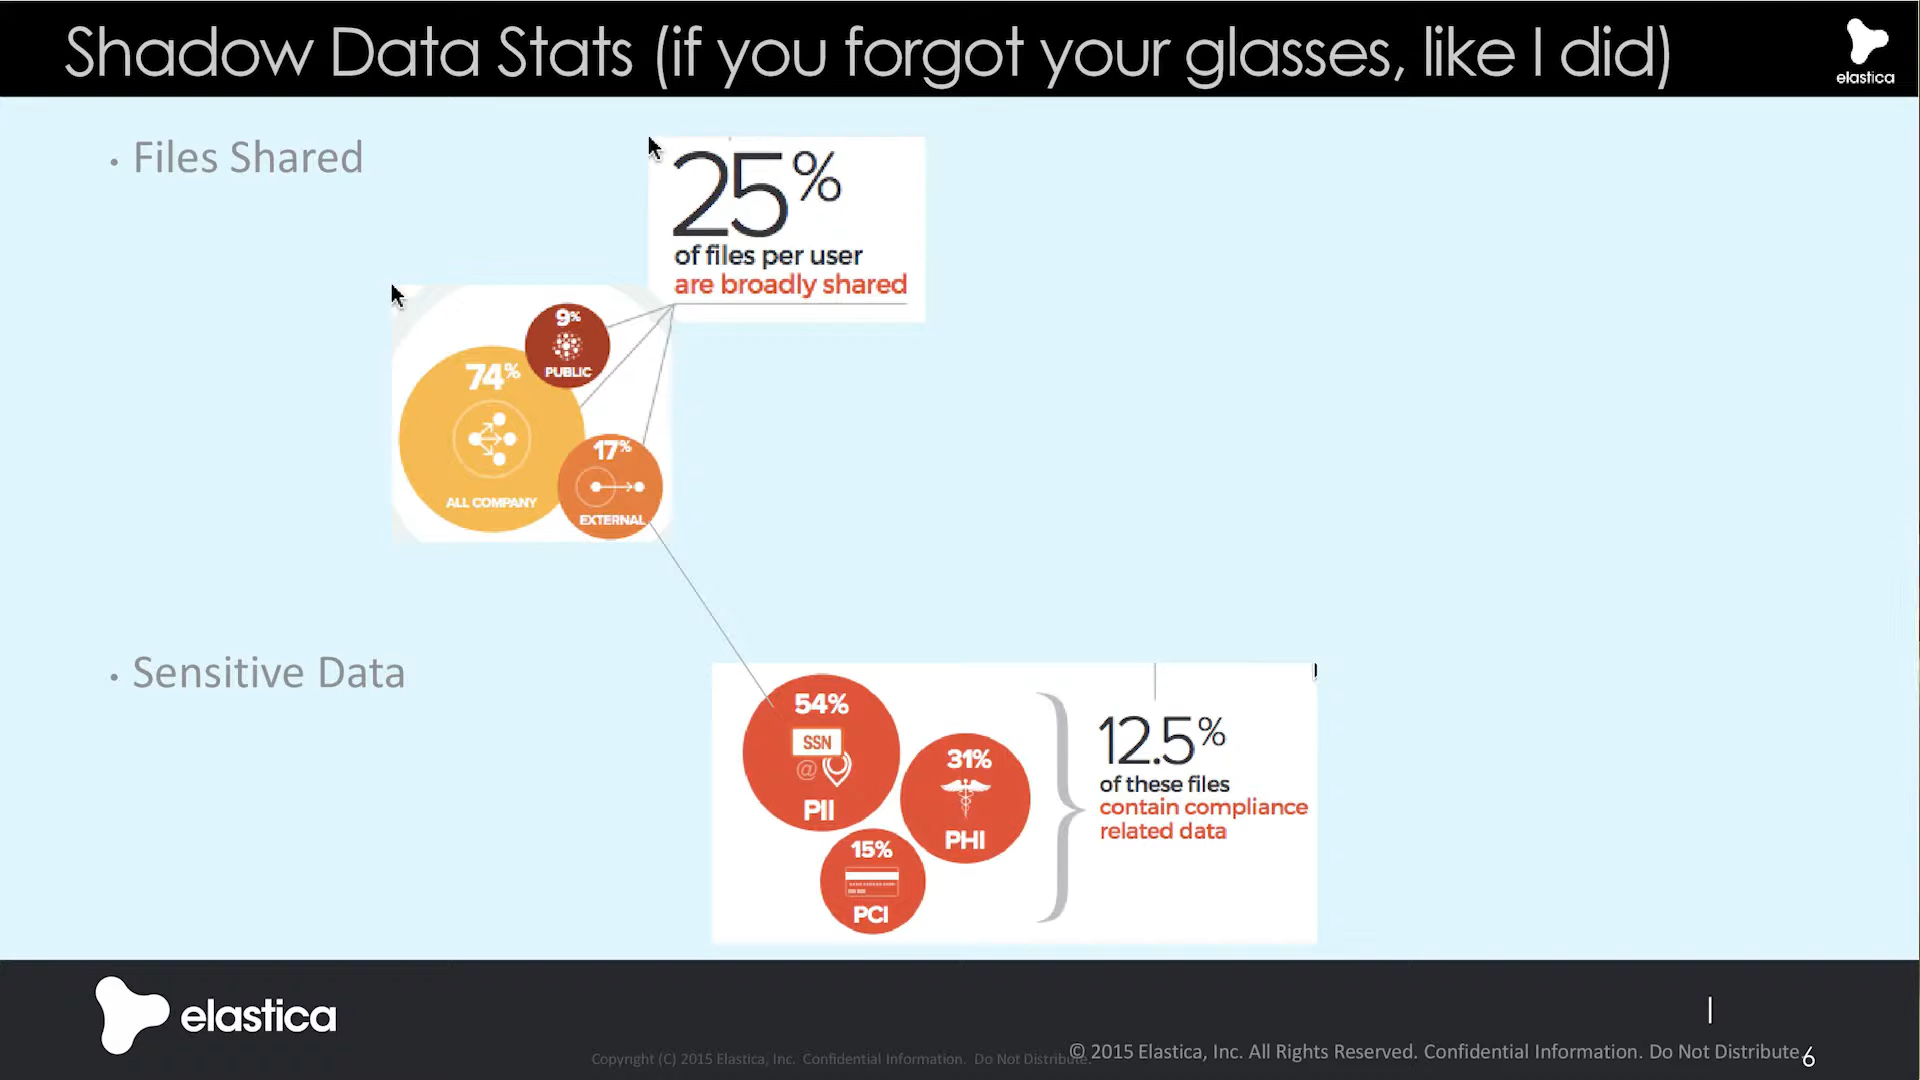 Shadow Data Stats (if you forgot your glasses, like I did)
elastica
• Files Shared
25%
of files per user
are broadly shared
9%
PUBLIC
74%
ALL COMPANY
17%
EXTERNAL
• Sensitive Data
54%
SSN
@
PII
31%
PHI
15%
PCI
12.5%
of these files
contain compliance
related data
elastica
|
Copyright (C) 2015 Elastica, Inc. Confidential Information. Do Not Distribute.
© 2015 Elastica, Inc. All Rights Reserved. Confidential Information. Do Not Distribute.
6